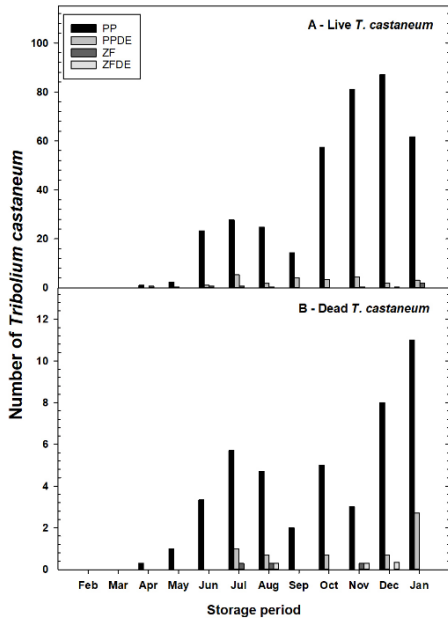 PP
PPDE
ZF
ZFDE
A - Live T. castaneum
100
80
60
40
20
0
B - Dead T. castaneum
12
10
8
6
4
2
0
Number of Tribolium castaneum
Feb Mar Apr May Jun Jul Aug Sep Oct Nov Dec Jan
Storage period